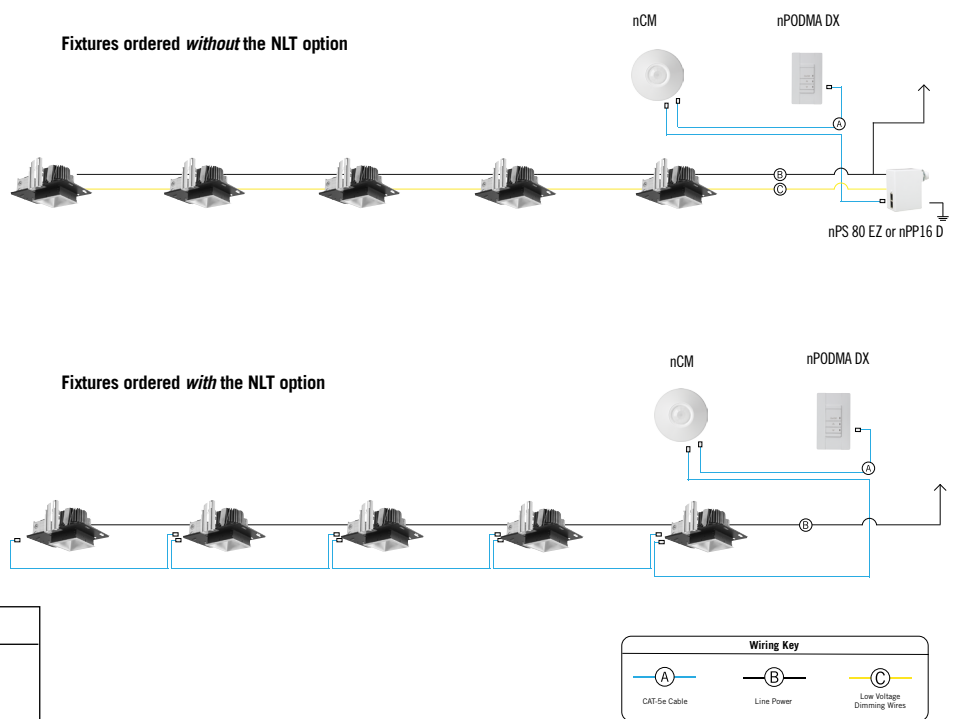 nCM
nPODMA DX
Fixtures ordered without the NLT option
A
B
C
nPS 80 EZ or nPP16 D
nCM
nPODMA DX
Fixtures ordered with the NLT option
A
B
Wiring Key
A
B
C
CAT-5e Cable
Line Power
Low Voltage
Dimming Wires